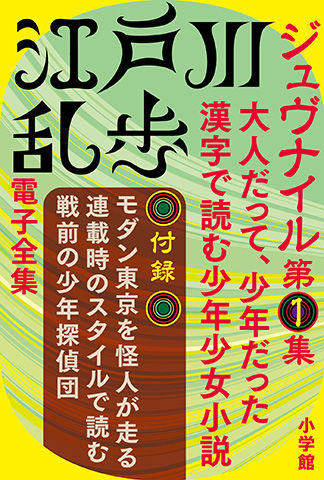 江戸川
乱歩
電子全集
ジュヴナイル第1集
大人だって、少年だった
漢字で読む少年少女小説
付録
モダン東京を怪人が走る
連載時のスタイルで読む
戦前の少年探偵団
小学館